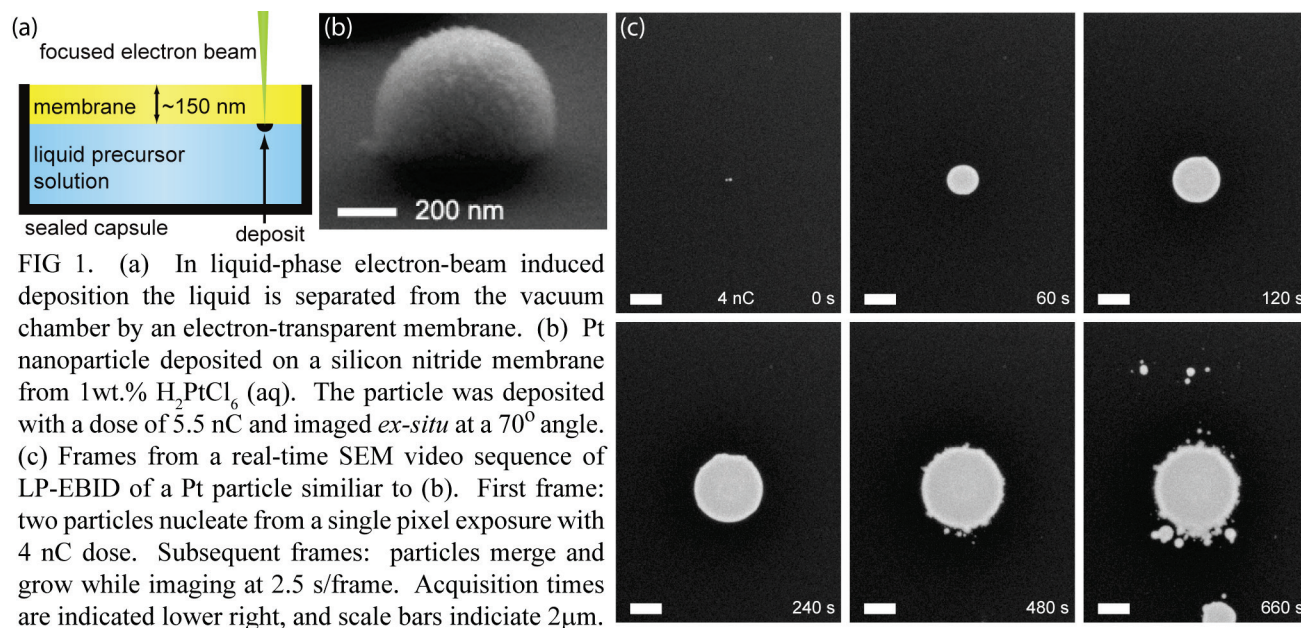 (a)
focused electron beam
membrane
~150 nm
liquid precursor
solution
sealed capsule
deposit
(b)
200 nm
FIG 1. (a) In liquid-phase electron-beam induced
deposition the liquid is separated from the vacuum
chamber by an electron-transparent membrane. (b) Pt
nanoparticle deposited on a silicon nitride membrane
from 1wt.% H₂PtCl₆ (aq). The particle was deposited
with a dose of 5.5 nC and imaged ex-situ at a 70° angle.
(c) Frames from a real-time SEM video sequence of
LP-EBID of a Pt particle similiar to (b). First frame:
two particles nucleate from a single pixel exposure with
4 nC dose. Subsequent frames: particles merge and
grow while imaging at 2.5 s/frame. Acquisition times
are indicated lower right, and scale bars indiciate 2μm.
(c)
4 nC 0 s
60 s
120 s
240 s
480 s
660 s